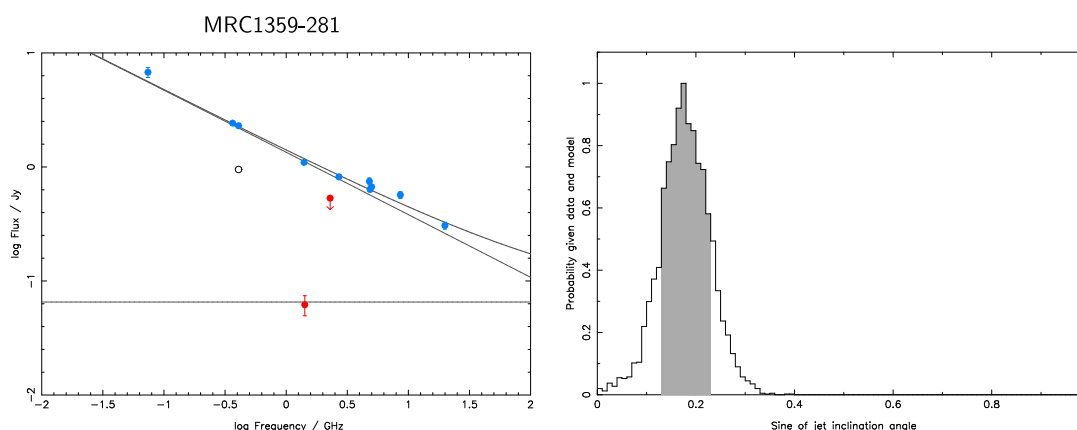 MRC1359-281
log Flux / Jy
1
0
−1
−2
−2 −1.5 −1 −0.5 0 0.5 1 1.5 2
log Frequency / GHz
Probability given data and model
1
0.8
0.6
0.4
0.2
0
0 0.2 0.4 0.6 0.8
Sine of jet inclination angle